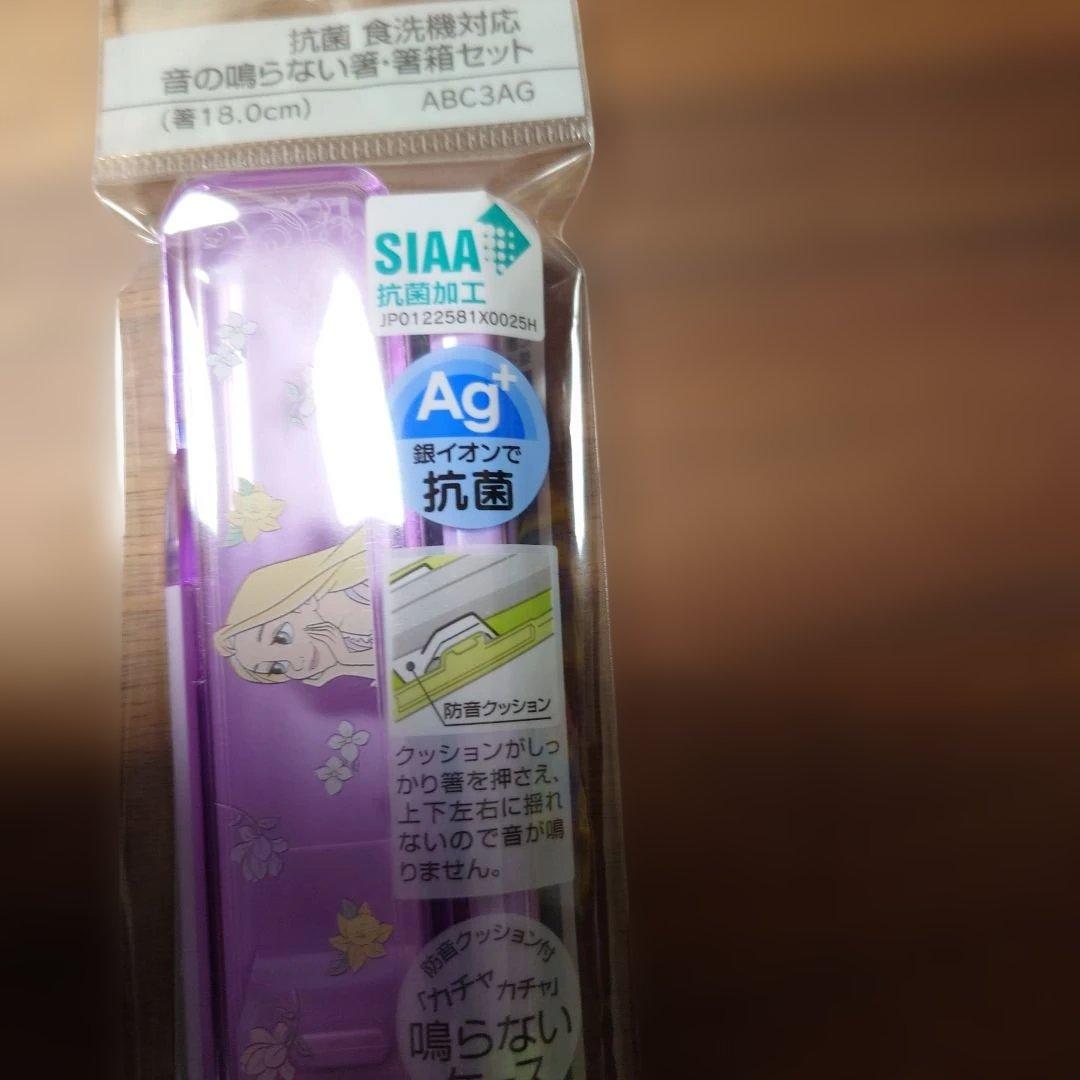 抗菌 食洗機対応
音の鳴らない箸・箸箱セット
(箸18.0cm) ABC3AG
SIAA
抗菌加工
JP0122581X0025H
Ag+
銀イオンで
抗菌
防音クッション
クッションがしっ
かり箸を押さえ、
上下左右に揺れ
ないので音が鳴
りません。
防音クッション付
「カチャカチャ」
鳴らない
ケース